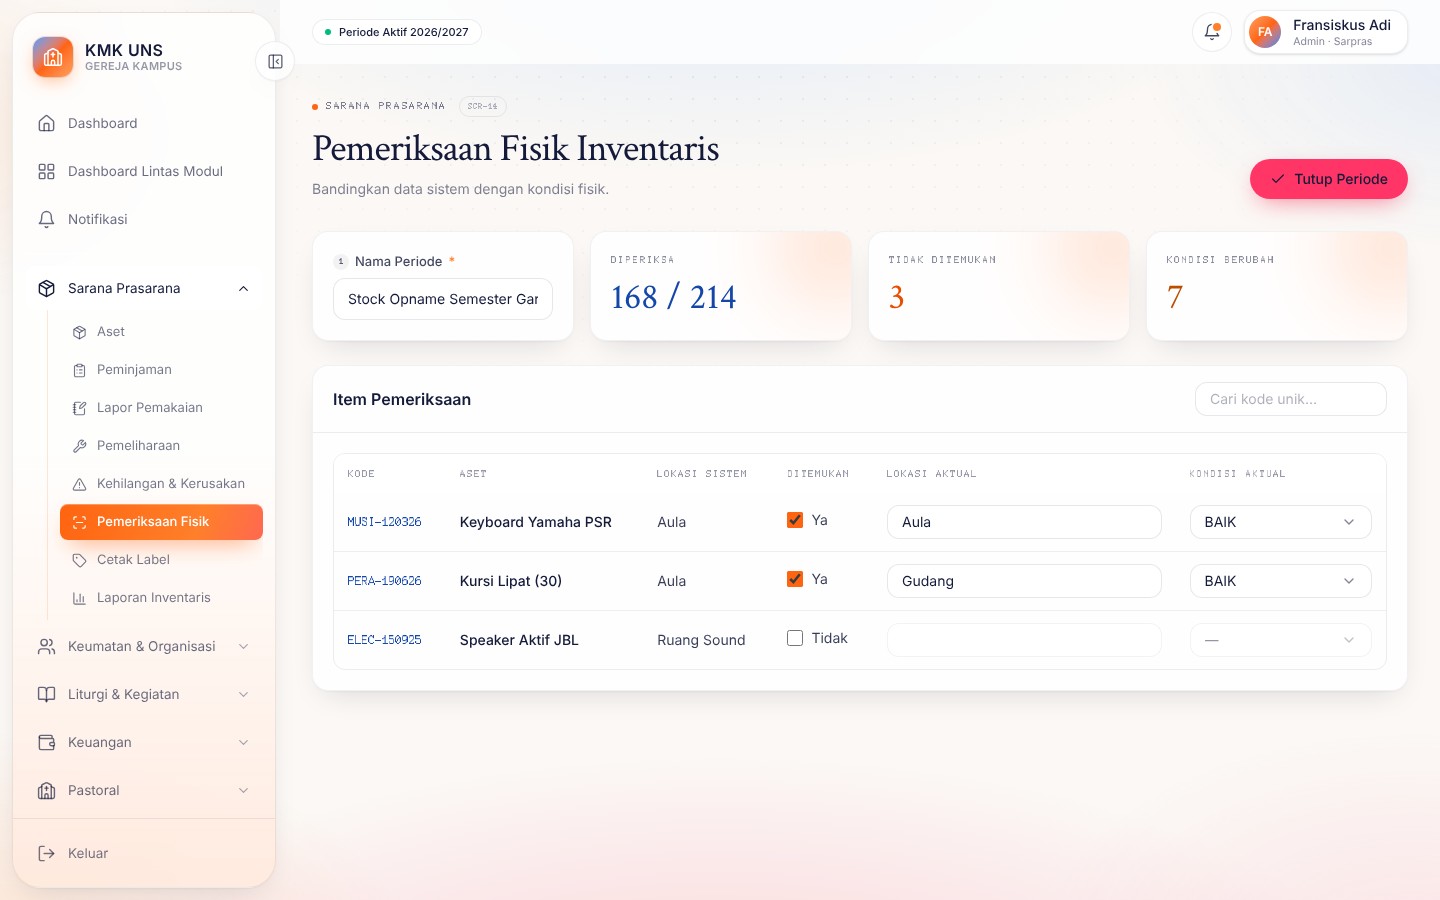 KMK UNS
GEREJA KAMPUS
Dashboard
Dashboard Lintas Modul
Notifikasi
Sarana Prasarana
Aset
Peminjaman
Lapor Pemakaian
Pemeliharaan
Kehilangan & Kerusakan
Pemeriksaan Fisik
Cetak Label
Laporan Inventaris
Keumatan & Organisasi
Liturgi & Kegiatan
Keuangan
Pastoral
Keluar
Periode Aktif 2026/2027
FA
Fransiskus Adi
Admin · Sarpras
SARANA PRASARANA SCR-14
Pemeriksaan Fisik Inventaris
Bandingkan data sistem dengan kondisi fisik.
Tutup Periode
1 Nama Periode *
Stock Opname Semester Gar
DIPERIKSA
168 / 214
TIDAK DITEMUKAN
3
KONDISI BERUBAH
7
Item Pemeriksaan
Cari kode unik...
KODE ASET LOKASI SISTEM DITEMUKAN LOKASI AKTUAL KONDISI AKTUAL
MUSI-120326 Keyboard Yamaha PSR Aula Ya Aula BAIK
PERA-190626 Kursi Lipat (30) Aula Ya Gudang BAIK
ELEC-150925 Speaker Aktif JBL Ruang Sound Tidak —